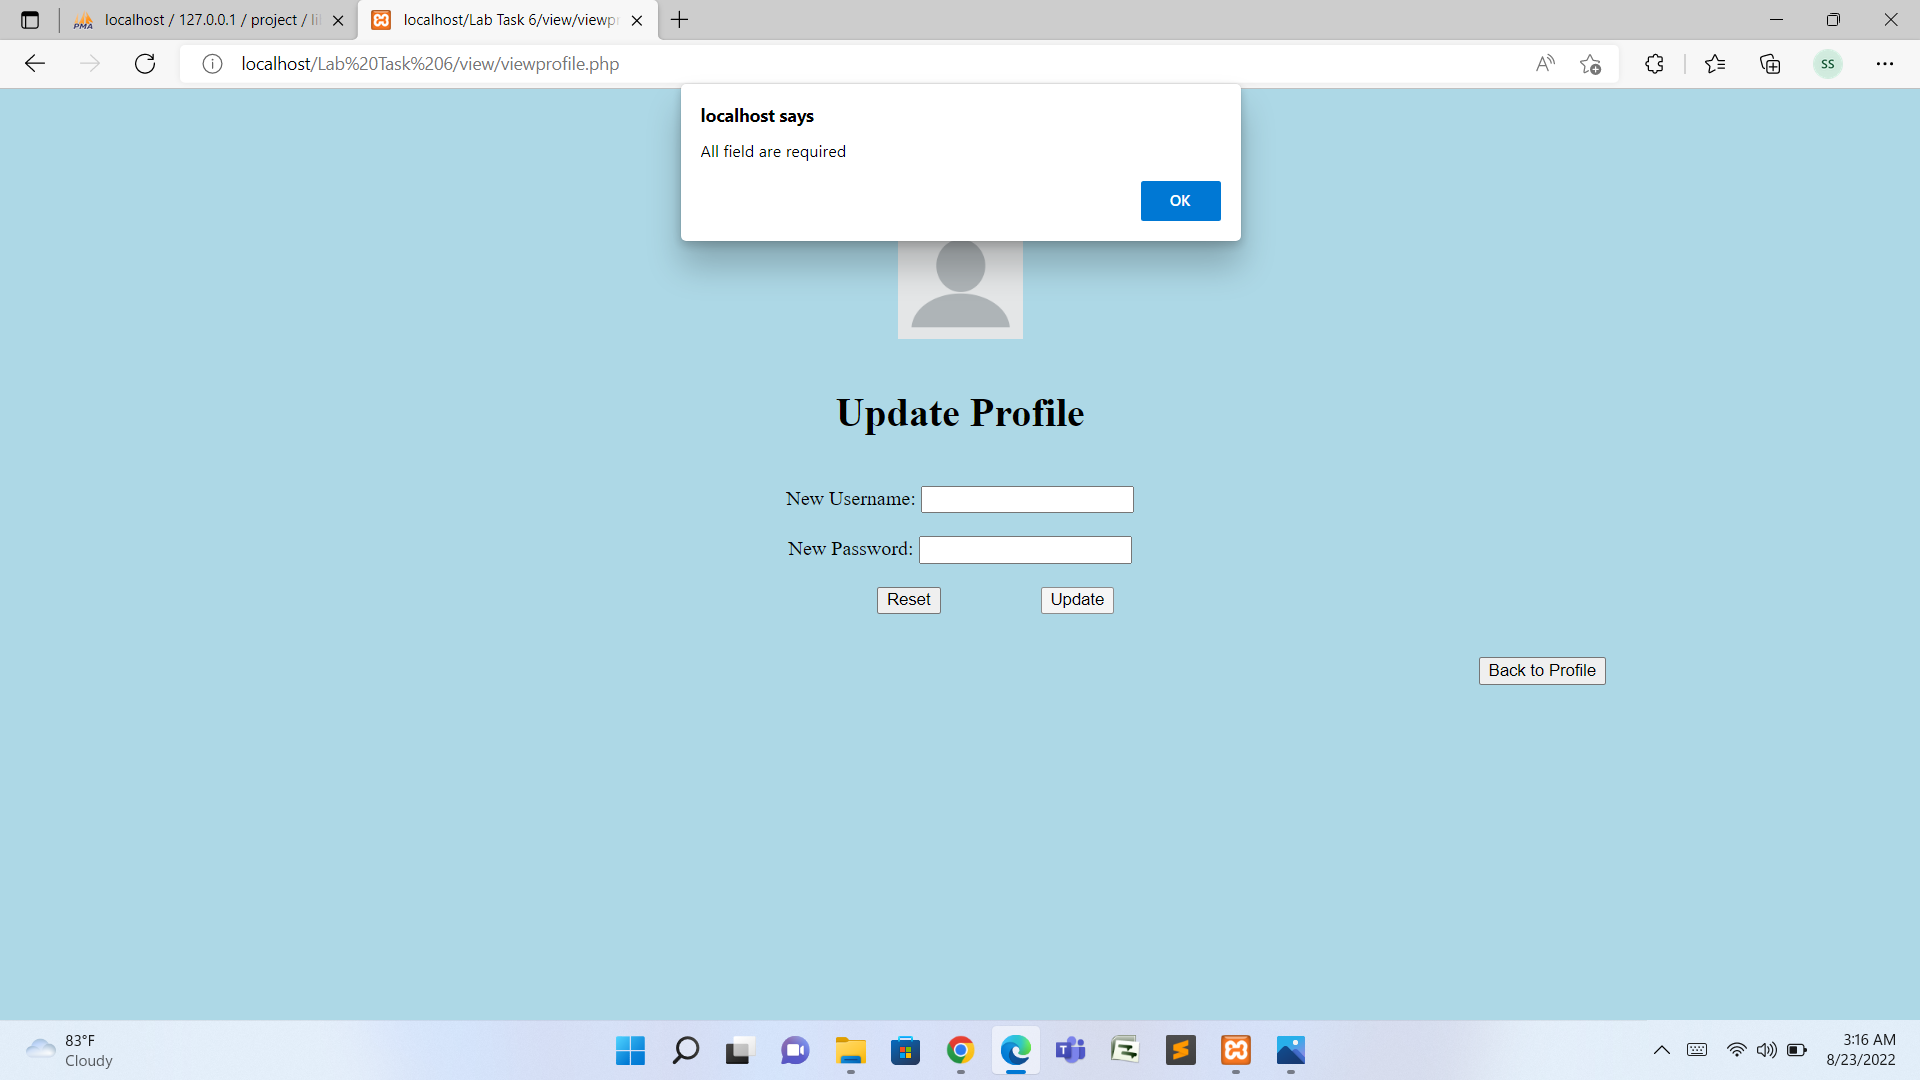 PMA
localhost / 127.0.0.1 / project / li
localhost/Lab Task 6/view/viewpr
localhost/Lab%20Task%206/view/viewprofile.php
SS
localhost says
All field are required
OK
Update Profile
New Username:
New Password:
Reset
Update
Back to Profile
83°F
Cloudy
3:16 AM
8/23/2022